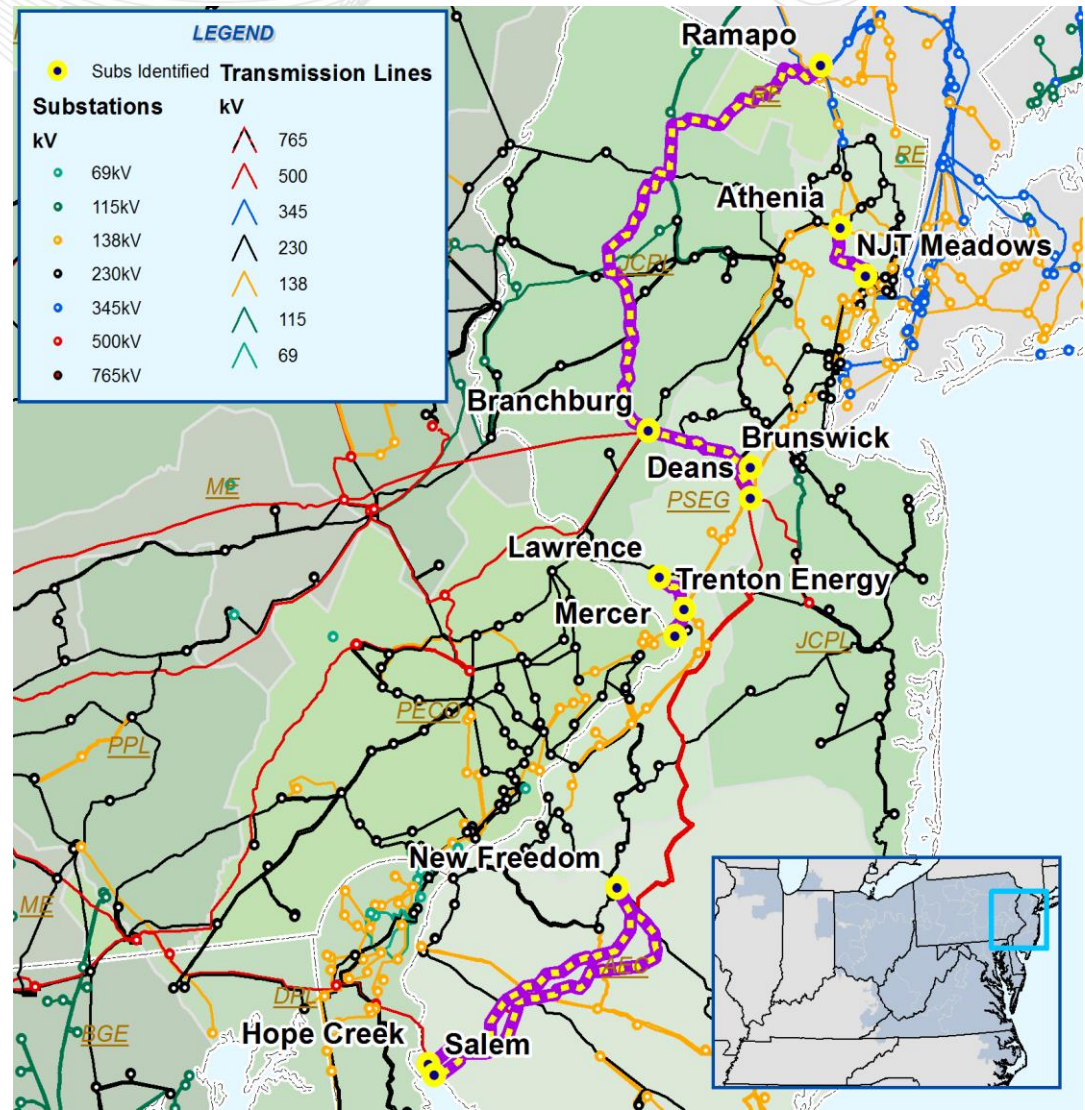 LEGEND
Subs Identified
Substations
kV
69kV
115kV
138kV
230kV
345kV
500kV
765kV
Transmission Lines
kV
765
500
345
230
138
115
69
Ramapo
RE
Athenia
NJT Meadows
JCPL
Branchburg
Brunswick
Deans
ME
PSEG
Lawrence
Trenton Energy
Mercer
JCPL
PECO
PPL
New Freedom
ME
AEC
DPL
Hope Creek
Salem
BGE